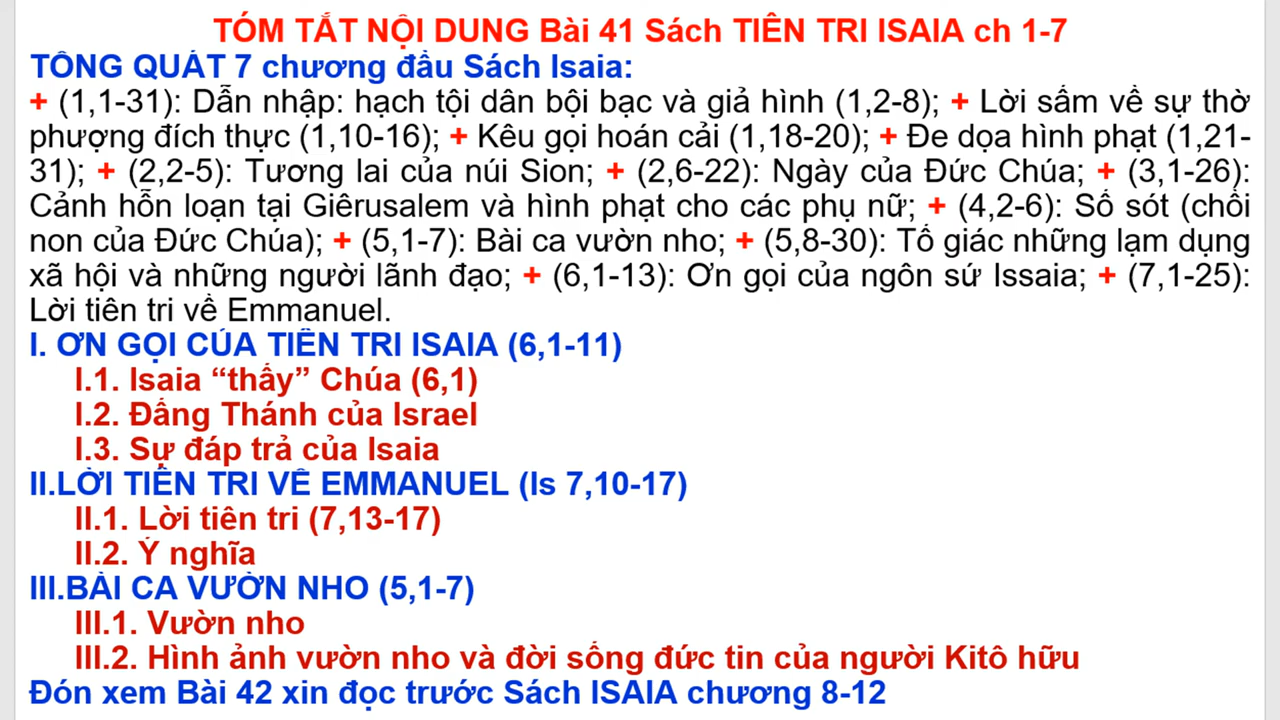 TÓM TẮT NỘI DUNG Bài 41 Sách TIÊN TRI ISAIA ch 1-7
TỔNG QUÁT 7 chương đầu Sách Isaia:
+ (1,1-31): Dẫn nhập: hạch tội dân bội bạc và giả hình (1,2-8); + Lời sấm về sự thờ
phượng đích thực (1,10-16); + Kêu gọi hoán cải (1,18-20); + Đe dọa hình phạt (1,21-
31); + (2,2-5): Tương lai của núi Sion; + (2,6-22): Ngày của Đức Chúa; + (3,1-26):
Cảnh hỗn loạn tại Giêrusalem và hình phạt cho các phụ nữ; + (4,2-6): Số sót (chồi
non của Đức Chúa); + (5,1-7): Bài ca vườn nho; + (5,8-30): Tố giác những lạm dụng
xã hội và những người lãnh đạo; + (6,1-13): Ơn gọi của ngôn sứ Issaia; + (7,1-25):
Lời tiên tri về Emmanuel.
I. ƠN GỌI CỦA TIÊN TRI ISAIA (6,1-11)
I.1. Isaia “thấy” Chúa (6,1)
I.2. Đấng Thánh của Israel
I.3. Sự đáp trả của Isaia
II.LỜI TIÊN TRI VỀ EMMANUEL (Is 7,10-17)
II.1. Lời tiên tri (7,13-17)
II.2. Ý nghĩa
III.BÀI CA VƯỜN NHO (5,1-7)
III.1. Vườn nho
III.2. Hình ảnh vườn nho và đời sống đức tin của người Kitô hữu
Đón xem Bài 42 xin đọc trước Sách ISAIA chương 8-12